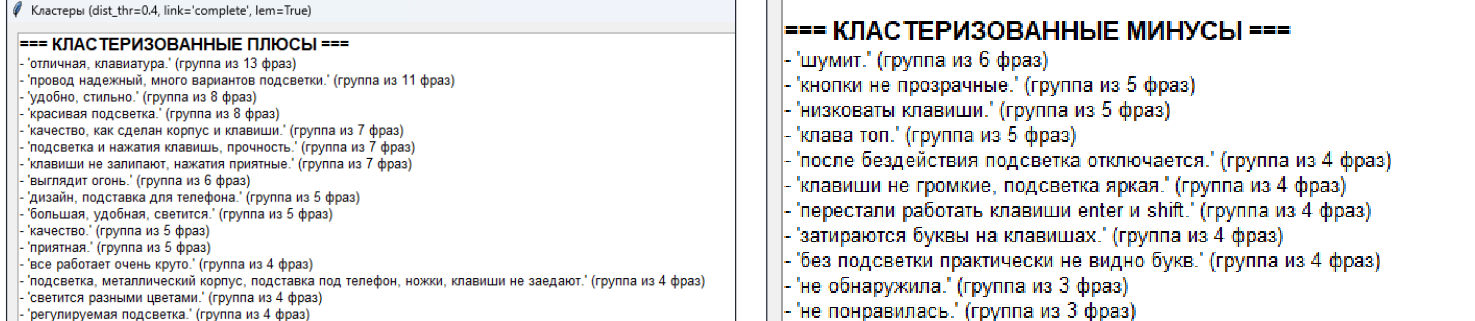 Кластеры (dist_thr=0.4, link='complete', lem=True)
=== КЛАСТЕРИЗОВАННЫЕ ПЛЮСЫ ===
- 'отличная, клавиатура.' (группа из 13 фраз)
- 'провод надежный, много вариантов подсветки.' (группа из 11 фраз)
- 'удобно, стильно.' (группа из 8 фраз)
- 'красивая подсветка.' (группа из 8 фраз)
- 'качество, как сделан корпус и клавиши.' (группа из 7 фраз)
- 'подсветка и нажатия клавишь, прочность.' (группа из 7 фраз)
- 'клавиши не залипают, нажатия приятные.' (группа из 7 фраз)
- 'выглядит огонь.' (группа из 6 фраз)
- 'дизайн, подставка для телефона.' (группа из 5 фраз)
- 'большая, удобная, светится.' (группа из 5 фраз)
- 'качество.' (группа из 5 фраз)
- 'приятная.' (группа из 5 фраз)
- 'все работает очень круто.' (группа из 4 фраз)
- 'подсветка, металлический корпус, подставка под телефон, ножки, клавиши не заедают.' (группа из 4 фраз)
- 'светится разными цветами.' (группа из 4 фраз)
- 'регулируемая подсветка.' (группа из 4 фраз)
=== КЛАСТЕРИЗОВАННЫЕ МИНУСЫ ===
- 'шумит.' (группа из 6 фраз)
- 'кнопки не прозрачные.' (группа из 5 фраз)
- 'низковаты клавиши.' (группа из 5 фраз)
- 'клава топ.' (группа из 5 фраз)
- 'после бездействия подсветка отключается.' (группа из 4 фраз)
- 'клавиши не громкие, подсветка яркая.' (группа из 4 фраз)
- 'перестали работать клавиши enter и shift.' (группа из 4 фраз)
- 'затираются буквы на клавишах.' (группа из 4 фраз)
- 'без подсветки практически не видно букв.' (группа из 4 фраз)
- 'не обнаружила.' (группа из 3 фраз)
- 'не понравилась.' (группа из 3 фраз)